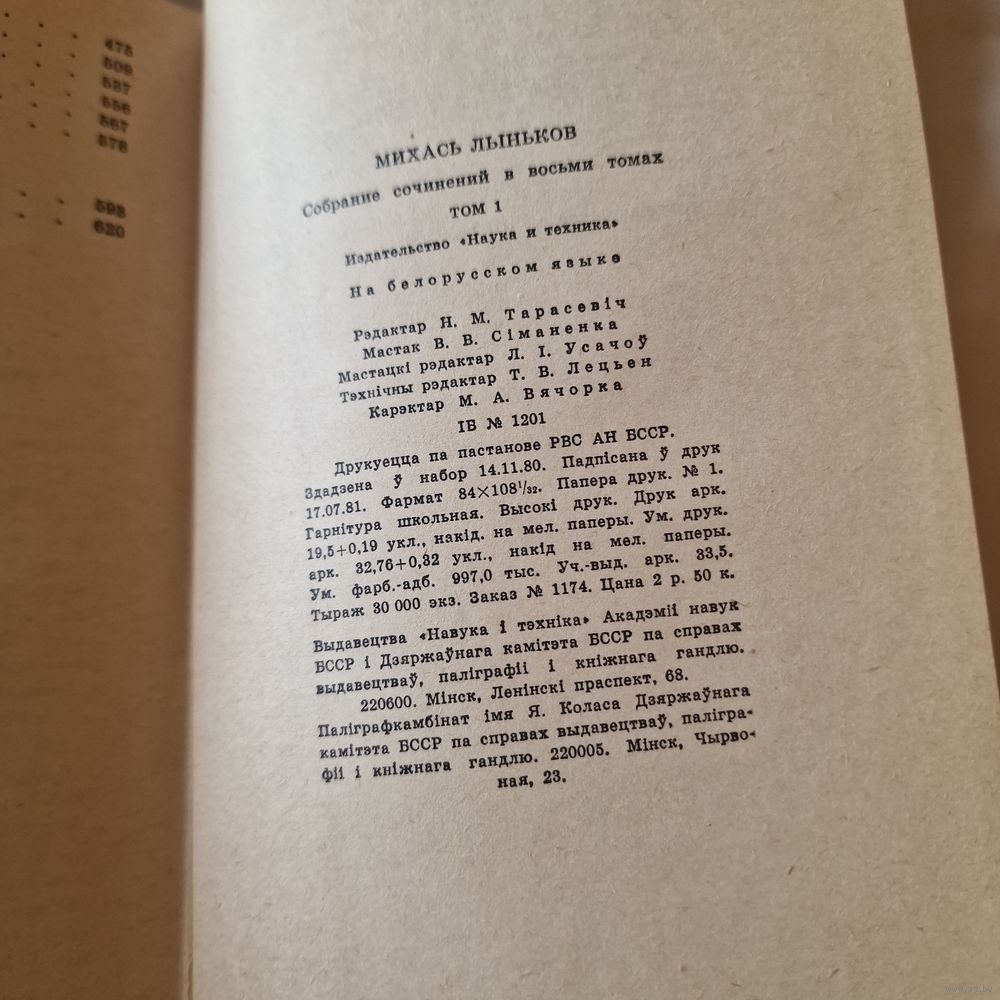 475
509
537
556
567
578
593
620
МИХАСЬ ЛЫНЬКОВ
Собрание сочинений в восьми томах
ТОМ 1
Издательство «Наука и техника»
На белорусском языке
Рэдактар Н. М. Тарасевіч
Мастак В. В. Сіманенка
Мастацкі рэдактар Л. І. Усачоў
Тэхнічны рэдактар Т. В. Лецьен
Карэктар М. А. Вячорка
ІБ № 1201
Друкуецца па пастанове РВС АН БССР.
Здадзена ў набор 14.11.80. Падпісана ў друк
17.07.81. Фармат 84×108¹/₃₂. Папера друк. № 1.
Гарнітура школьная. Высокі друк. Друк арк.
19,5+0,19 укл., накід. на мел. паперы. Ум. друк.
арк. 32,76+0,32 укл., накід на мел. паперы.
Ум. фарб.-адб. 997,0 тыс. Уч.-выд. арк. 33,5.
Тыраж 30 000 экз. Заказ № 1174. Цана 2 р. 50 к.
Выдавецтва «Навука і тэхніка» Акадэміі навук
БССР і Дзяржаўнага камітэта БССР па справах
выдавецтваў, паліграфіі і кніжнага гандлю.
220600. Мінск, Ленінскі праспект, 68.
Паліграфкамбінат імя Я. Коласа Дзяржаўнага
камітэта БССР па справах выдавецтваў, паліgra-
фіі і кніжнага гандлю. 220005. Мінск, Чырво-
ная, 23.